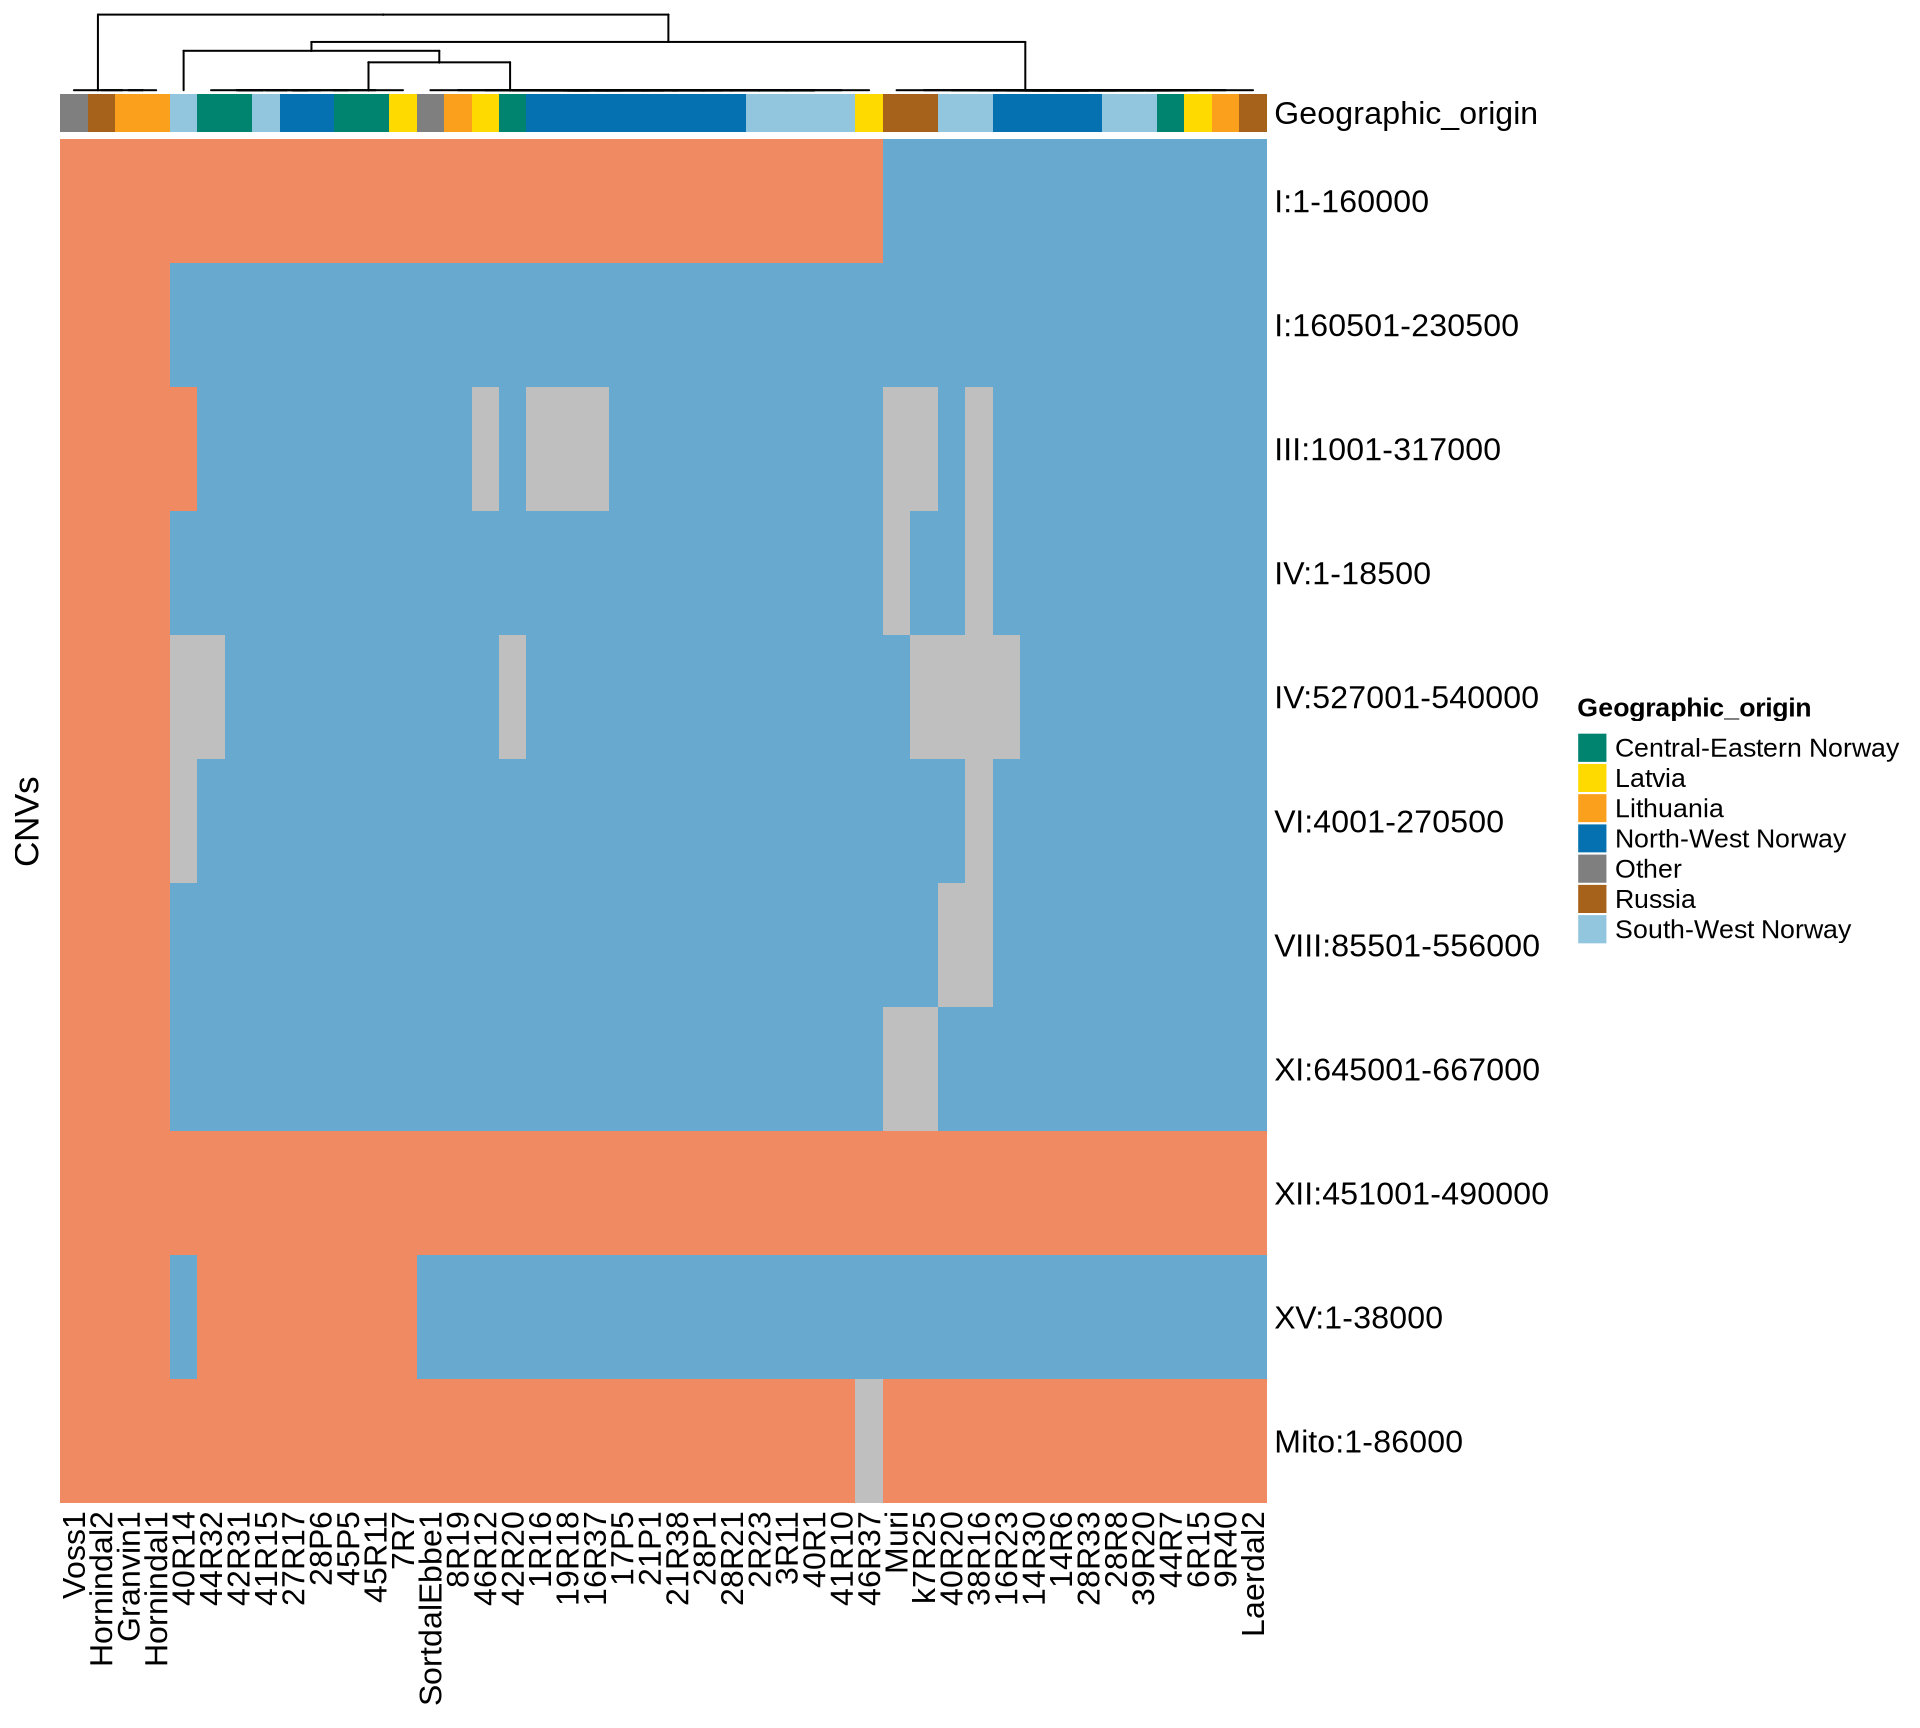 Geographic_origin
I:1-160000
I:160501-230500
III:1001-317000
IV:1-18500
IV:527001-540000
VI:4001-270500
VIII:85501-556000
XI:645001-667000
XII:451001-490000
XV:1-38000
Mito:1-86000
CNVs
Geographic_origin
Central-Eastern Norway
Latvia
Lithuania
North-West Norway
Other
Russia
South-West Norway
Voss1
Hornindal2
Granvin1
Hornindal1
40R14
44R32
42R31
41R15
27R17
28P6
45P5
45R11
7R7
SortdalEbbe1
8R19
46R12
42R20
1R16
19R18
16R37
17P5
21P1
21R38
28P1
28R21
2R23
3R11
40R1
41R10
46R37
Muri
k7R25
40R20
38R16
16R23
14R30
14R6
28R33
28R8
39R20
44R7
6R15
9R40
Laerdal2